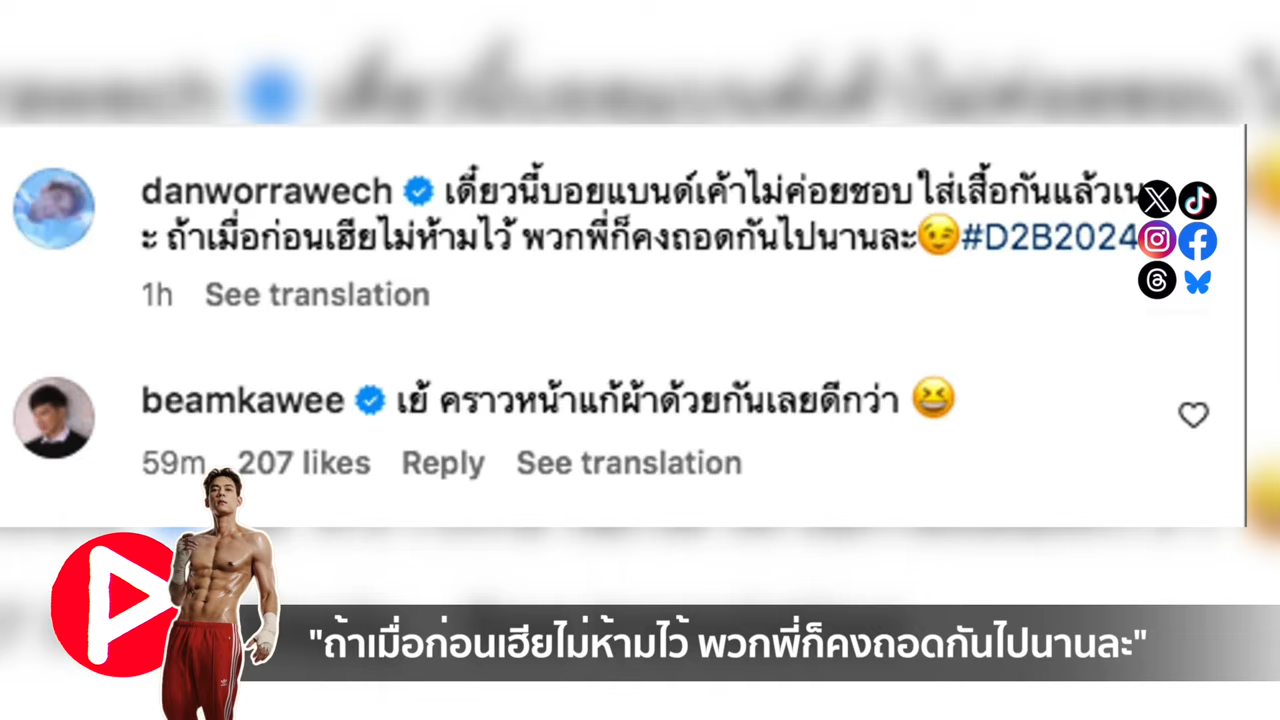 danworrawech เดี๋ยวนี้บอยแบนด์เค้าไม่ค่อยชอบใส่เสื้อกันแล้วเน
ะ ถ้าเมื่อก่อนเฮียไม่ห้ามไว้ พวกพี่ก็คงถอดกันไปนานละ😉#D2B2024
1h See translation
beamkawee เย้ คราวหน้าแก้ผ้าด้วยกันเลยดีกว่า 😆
59m 207 likes Reply See translation
"ถ้าเมื่อก่อนเฮียไม่ห้ามไว้ พวกพี่ก็คงถอดกันไปนานละ"